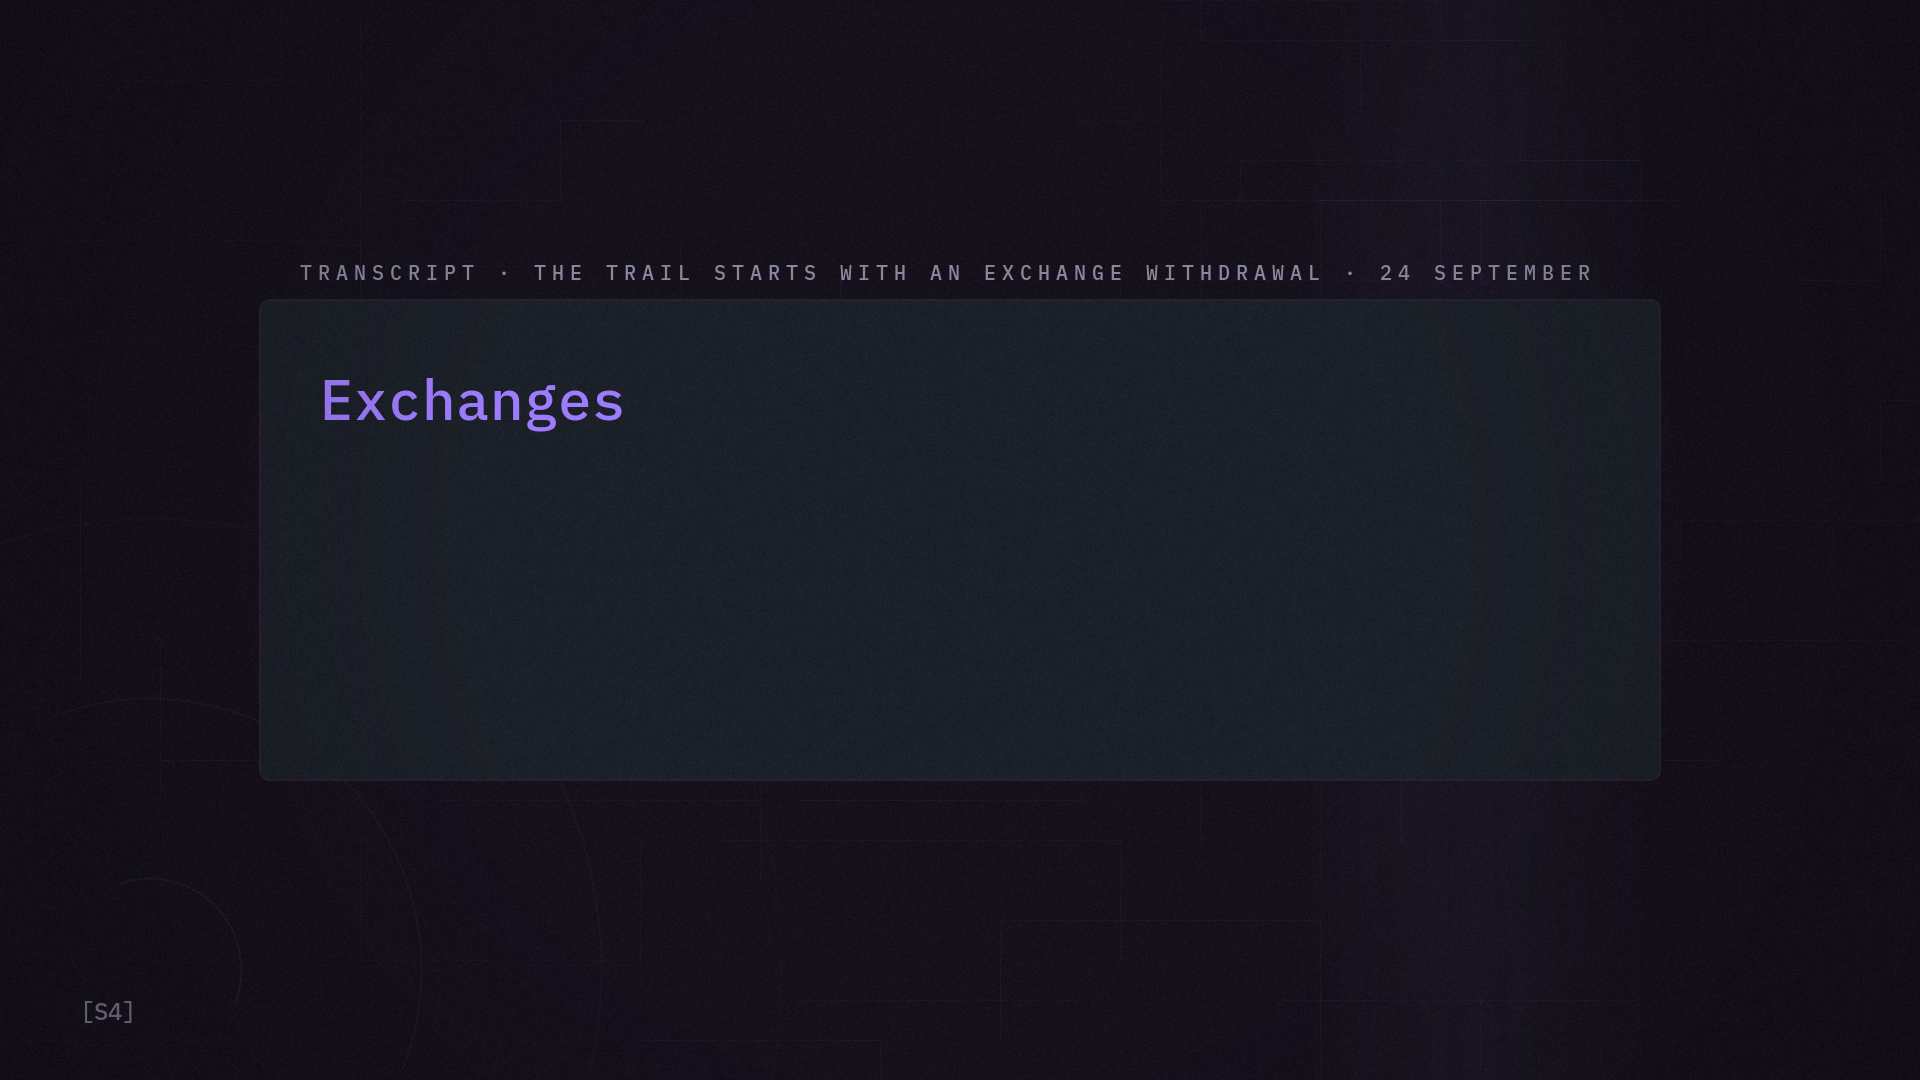 TRANSCRIPT · THE TRAIL STARTS WITH AN EXCHANGE WITHDRAWAL · 24 SEPTEMBER
Exchanges
[S4]